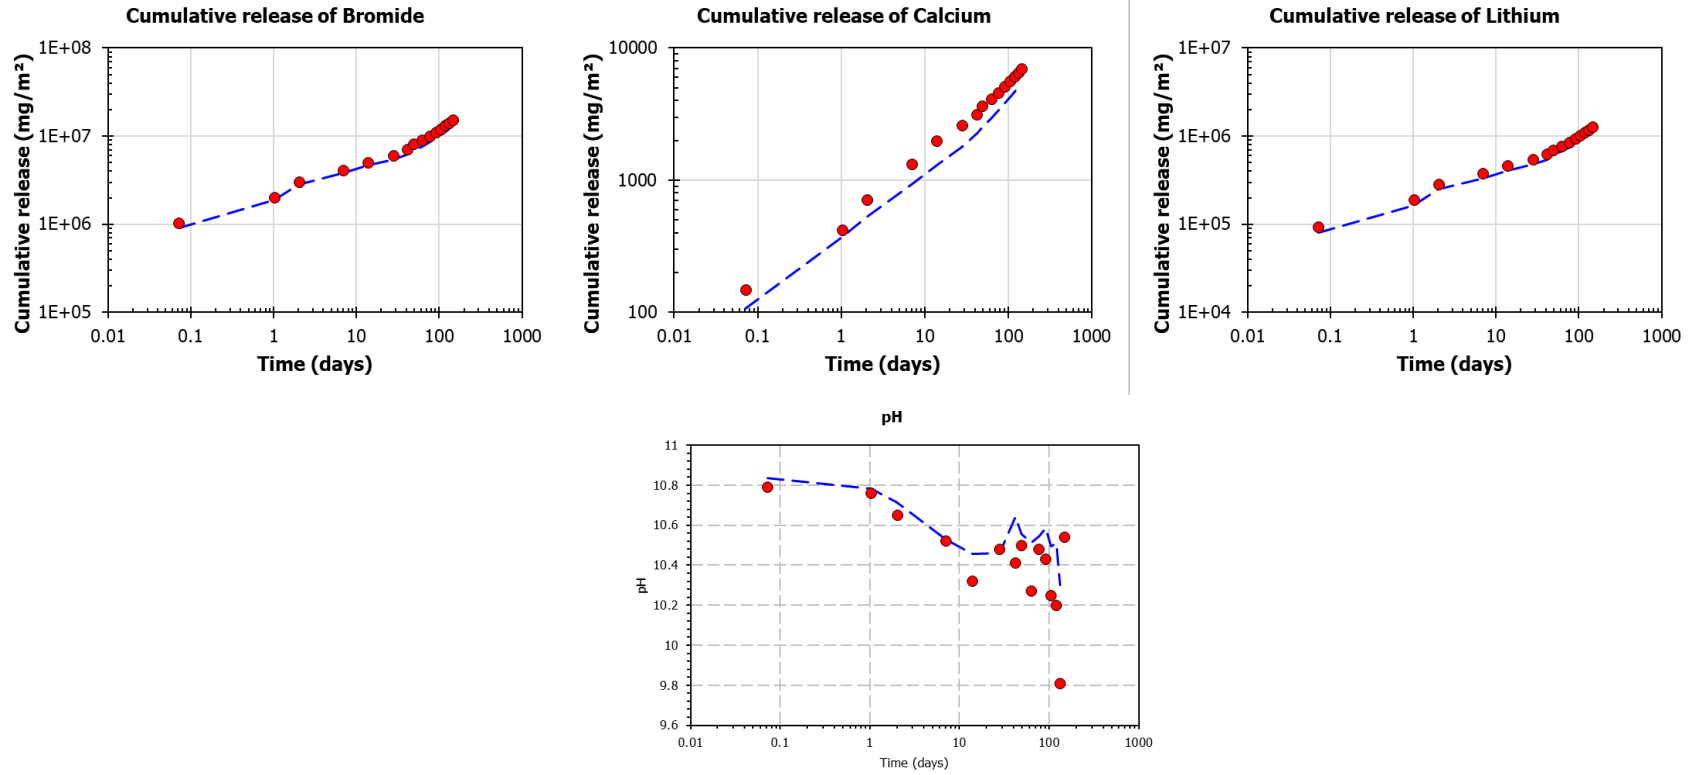 Cumulative release of Bromide
Cumulative release (mg/m²)
1E+08
1E+07
1E+06
1E+05
0.01 0.1 1 10 100 1000
Time (days)
Cumulative release of Calcium
Cumulative release (mg/m²)
10000
1000
100
0.01 0.1 1 10 100 1000
Time (days)
Cumulative release of Lithium
Cumulative release (mg/m²)
1E+07
1E+06
1E+05
1E+04
0.01 0.1 1 10 100 1000
Time (days)
pH
pH
11
10.8
10.6
10.4
10.2
10
9.8
9.6
0.01 0.1 1 10 100 1000
Time (days)